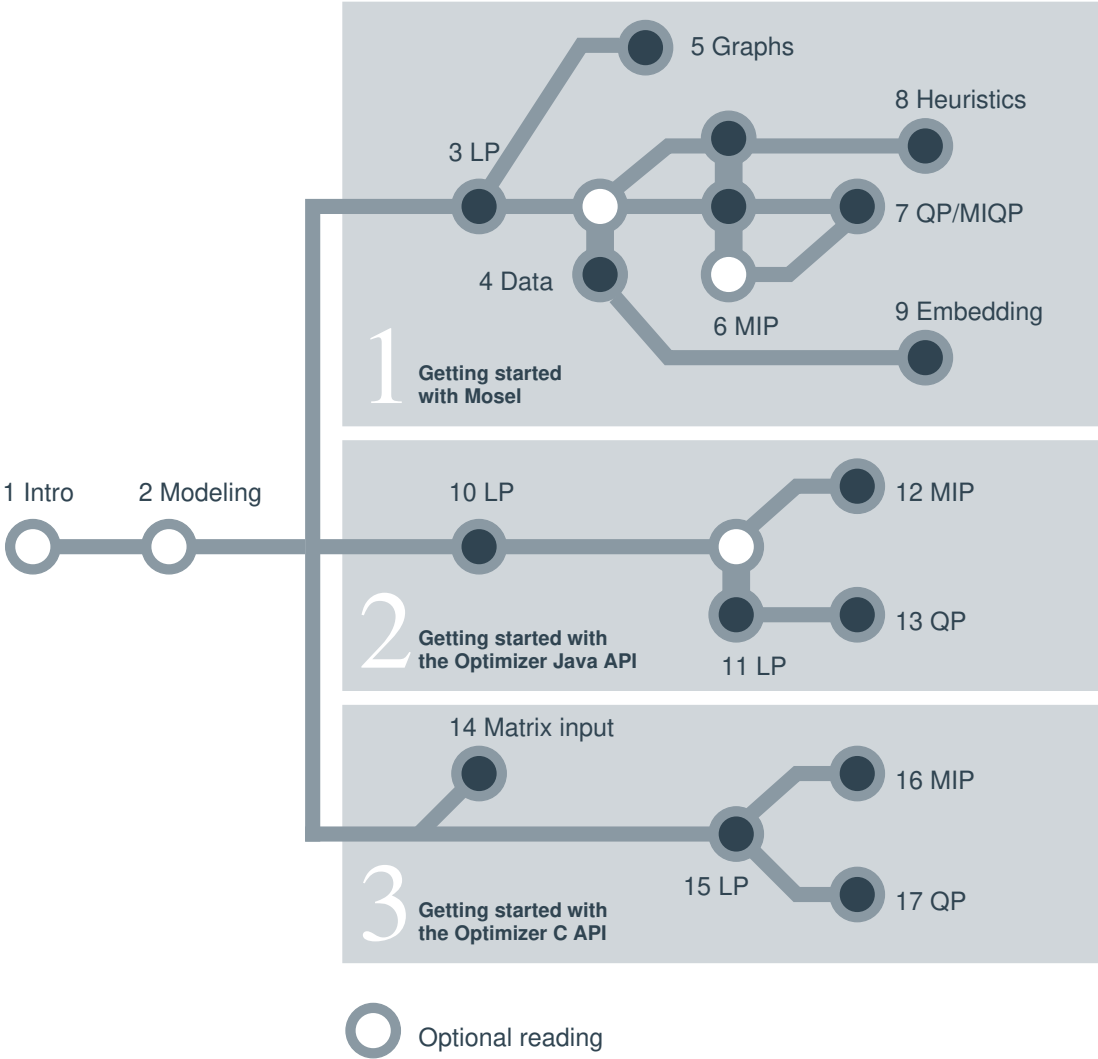 5 Graphs
8 Heuristics
3 LP
7 QP/MIQP
4 Data
9 Embedding
6 MIP
1
Getting started
with Mosel
1 Intro
2 Modeling
10 LP
12 MIP
13 QP
2
Getting started with
the Optimizer Java API
11 LP
14 Matrix input
16 MIP
15 LP
17 QP
3
Getting started with
the Optimizer C API
Optional reading